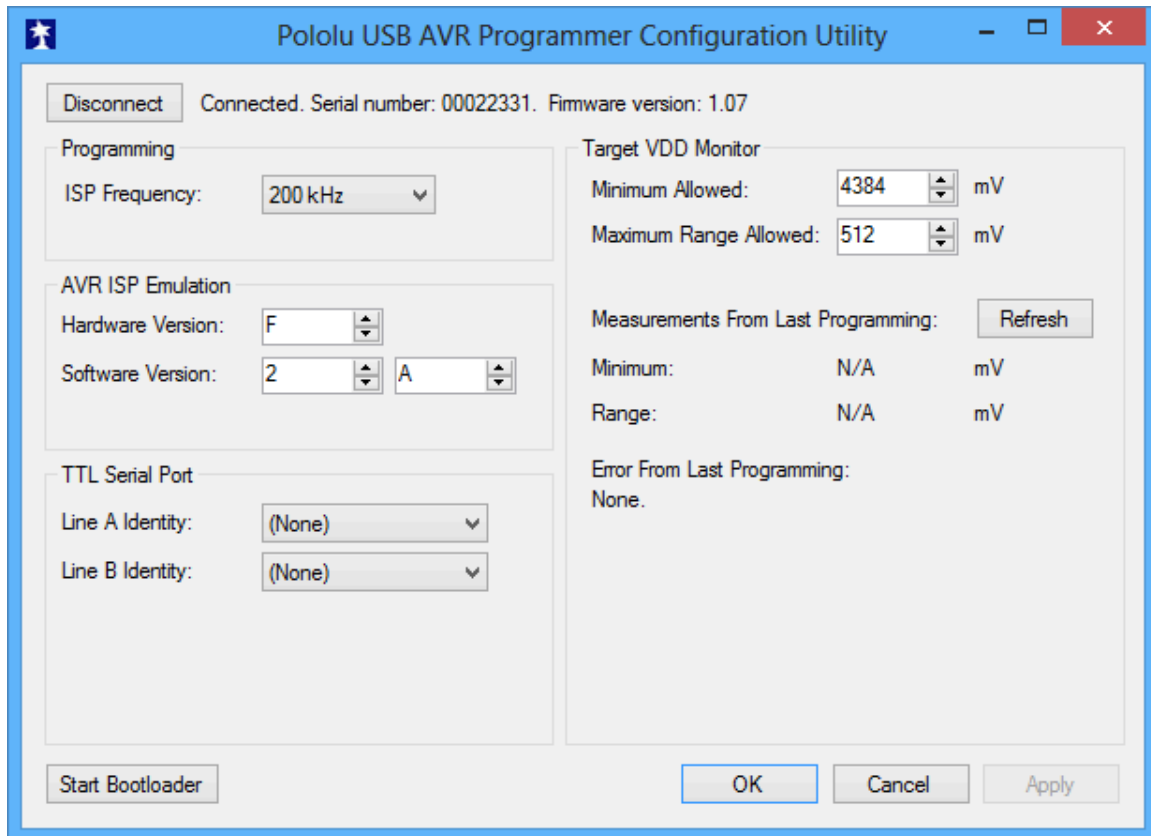 Pololu USB AVR Programmer Configuration Utility
Disconnect Connected. Serial number: 00022331. Firmware version: 1.07
Programming
ISP Frequency: 200 kHz
AVR ISP Emulation
Hardware Version: F
Software Version: 2 A
TTL Serial Port
Line A Identity: (None)
Line B Identity: (None)
Target VDD Monitor
Minimum Allowed: 4384 mV
Maximum Range Allowed: 512 mV
Measurements From Last Programming: Refresh
Minimum: N/A mV
Range: N/A mV
Error From Last Programming:
None.
Start Bootloader OK Cancel Apply